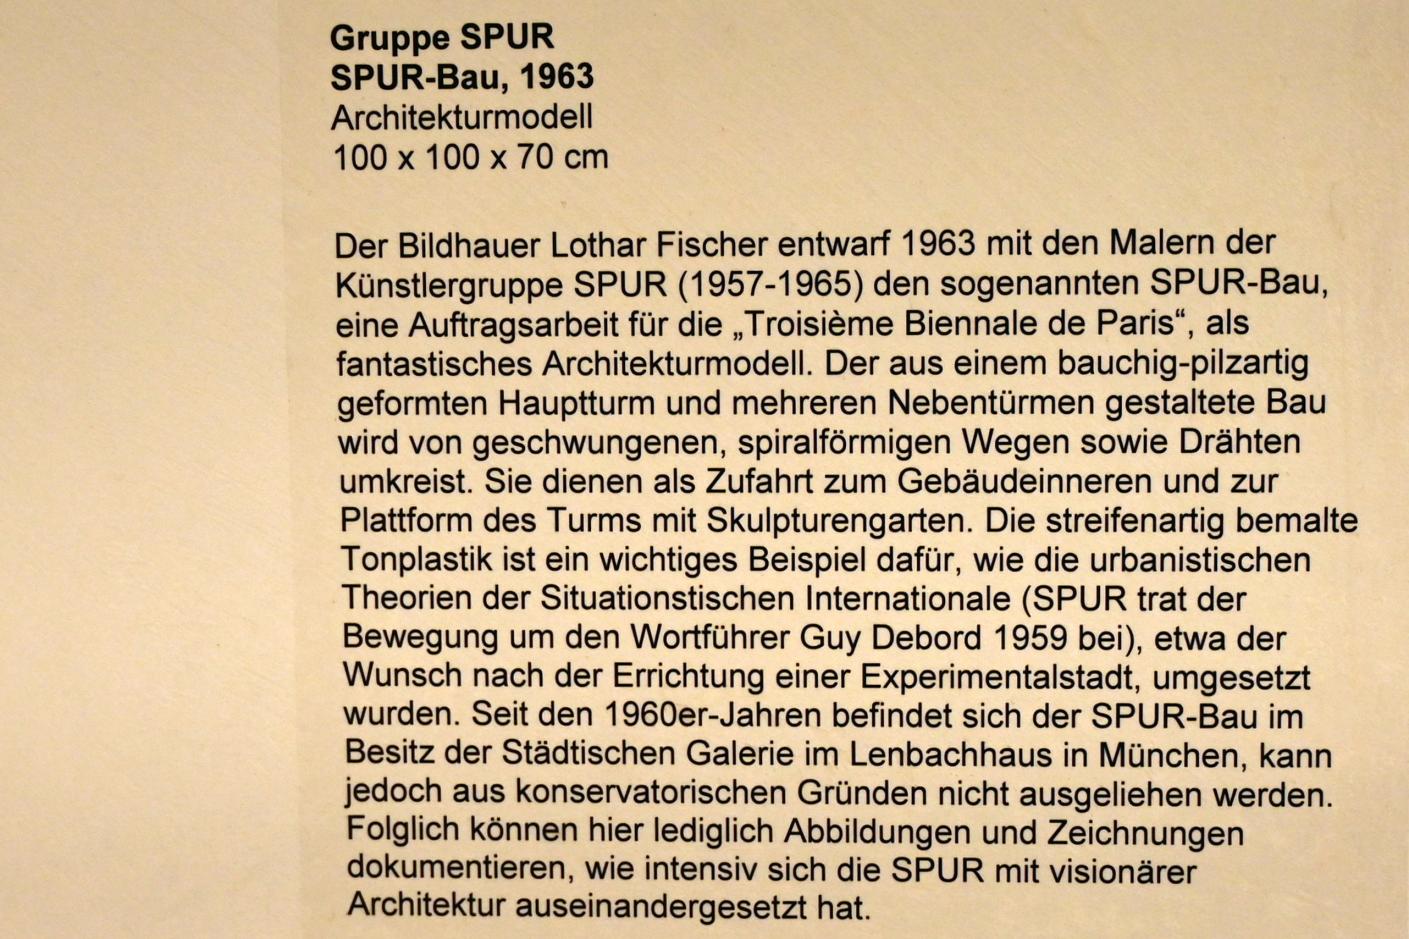 Gruppe SPUR
SPUR-Bau, 1963
Architekturmodell
100 x 100 x 70 cm
Der Bildhauer Lothar Fischer entwarf 1963 mit den Malern der
Künstlergruppe SPUR (1957-1965) den sogenannten SPUR-Bau,
eine Auftragsarbeit für die „Troisième Biennale de Paris“, als
fantastisches Architekturmodell. Der aus einem bauchig-pilzartig
geformten Hauptturm und mehreren Nebentürmen gestaltete Bau
wird von geschwungenen, spiralförmigen Wegen sowie Drähten
umkreist. Sie dienen als Zufahrt zum Gebäudeinneren und zur
Plattform des Turms mit Skulpturengarten. Die streifenartig bemalte
Tonplastik ist ein wichtiges Beispiel dafür, wie die urbanistischen
Theorien der Situationstischen Internationale (SPUR trat der
Bewegung um den Wortführer Guy Debord 1959 bei), etwa der
Wunsch nach der Errichtung einer Experimentalstadt, umgesetzt
wurden. Seit den 1960er-Jahren befindet sich der SPUR-Bau im
Besitz der Städtischen Galerie im Lenbachhaus in München, kann
jedoch aus konservatorischen Gründen nicht ausgeliehen werden.
Folglich können hier lediglich Abbildungen und Zeichnungen
dokumentieren, wie intensiv sich die SPUR mit visionärer
Architektur auseinandergesetzt hat.